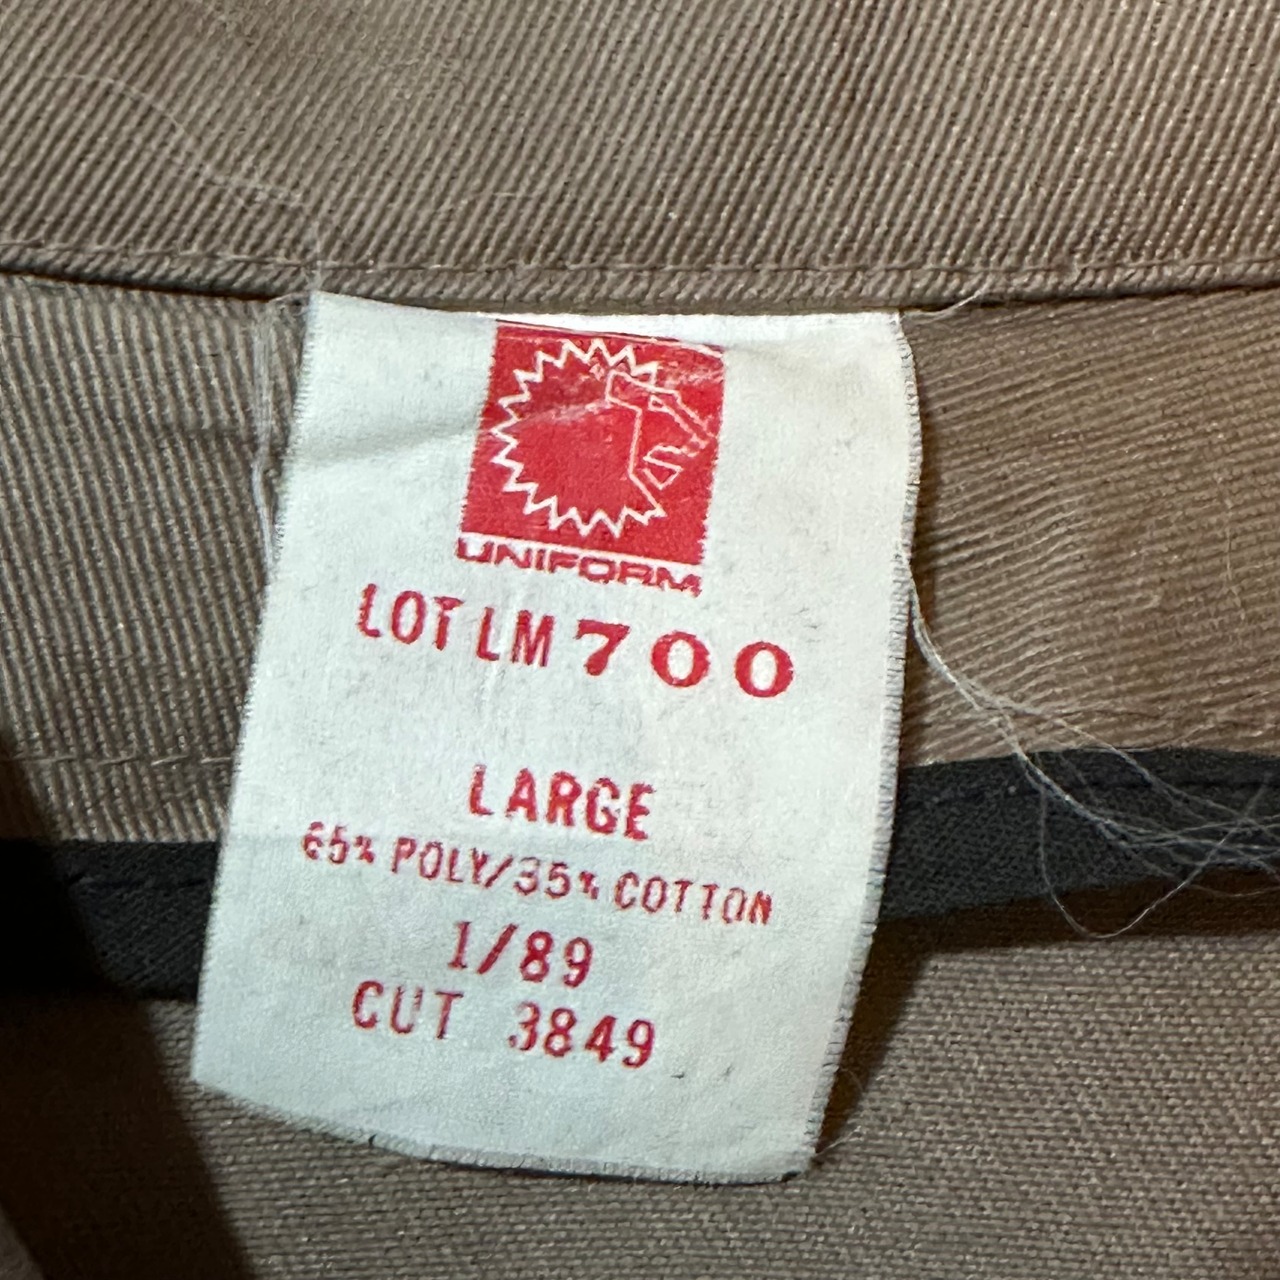 UNIFORM
LOT LM 700
LARGE
65% POLY/35% COTTON
1/89
CUT 3849